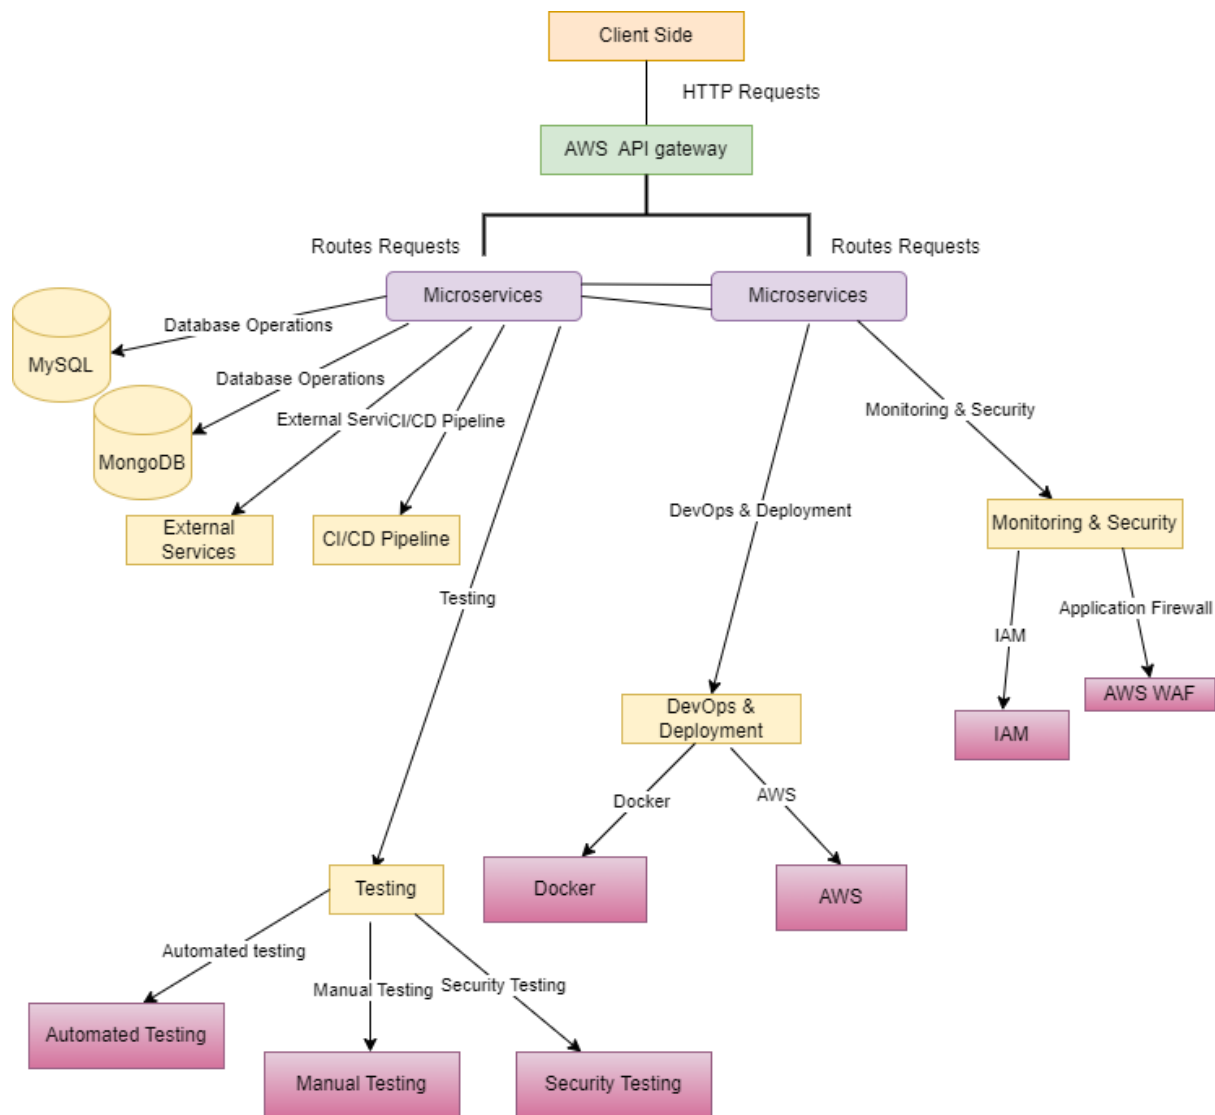 Client Side
HTTP Requests
AWS API gateway
Routes Requests
Routes Requests
Microservices
Microservices
Database Operations
MySQL
Database Operations
MongoDB
External Servi
CI/CD Pipeline
Monitoring & Security
External
Services
CI/CD Pipeline
DevOps & Deployment
Monitoring & Security
Testing
Application Firewall
IAM
AWS WAF
DevOps &
Deployment
IAM
Docker
AWS
Testing
Docker
AWS
Automated testing
Manual Testing
Security Testing
Automated Testing
Manual Testing
Security Testing